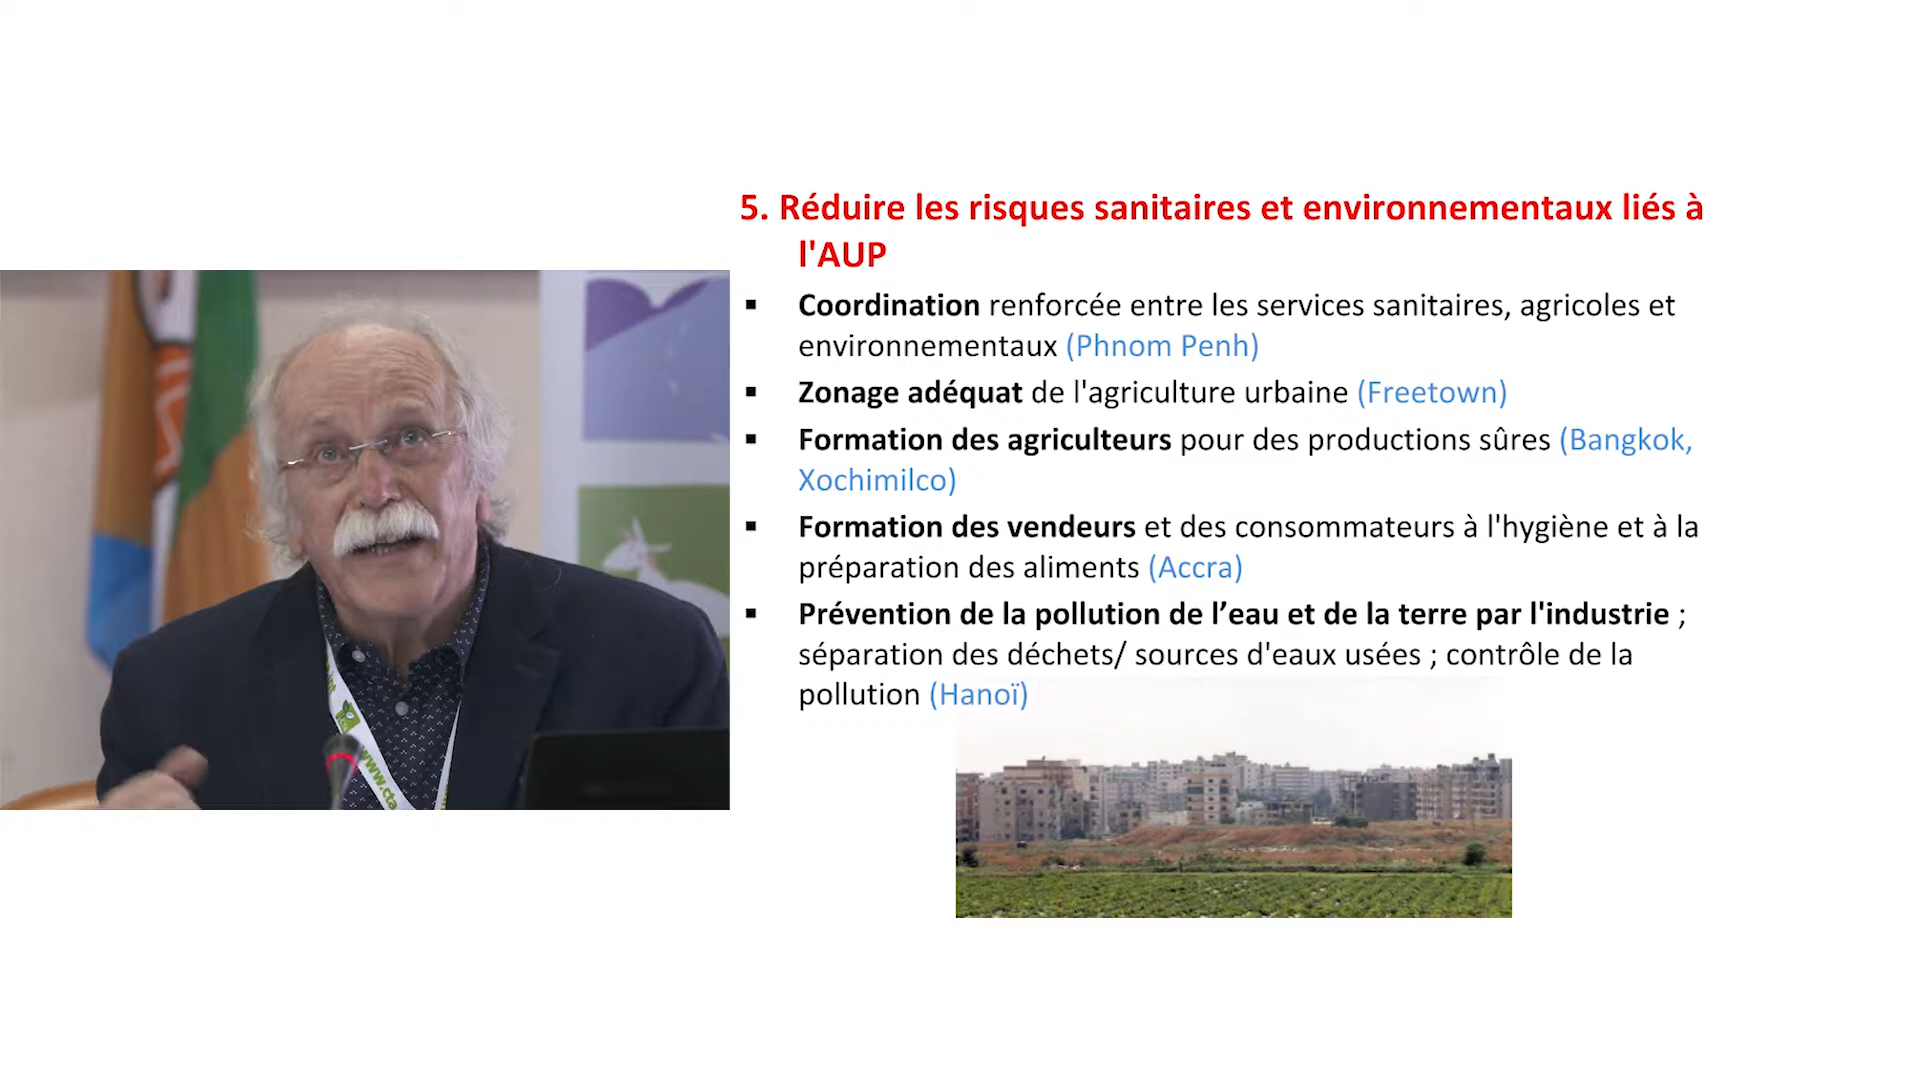 5. Réduire les risques sanitaires et environnementaux liés à
l'AUP
▪ Coordination renforcée entre les services sanitaires, agricoles et
environnementaux (Phnom Penh)
▪ Zonage adéquat de l'agriculture urbaine (Freetown)
▪ Formation des agriculteurs pour des productions sûres (Bangkok,
Xochimilco)
▪ Formation des vendeurs et des consommateurs à l'hygiène et à la
préparation des aliments (Accra)
▪ Prévention de la pollution de l’eau et de la terre par l'industrie ;
séparation des déchets/ sources d'eaux usées ; contrôle de la
pollution (Hanoï)
www.cta